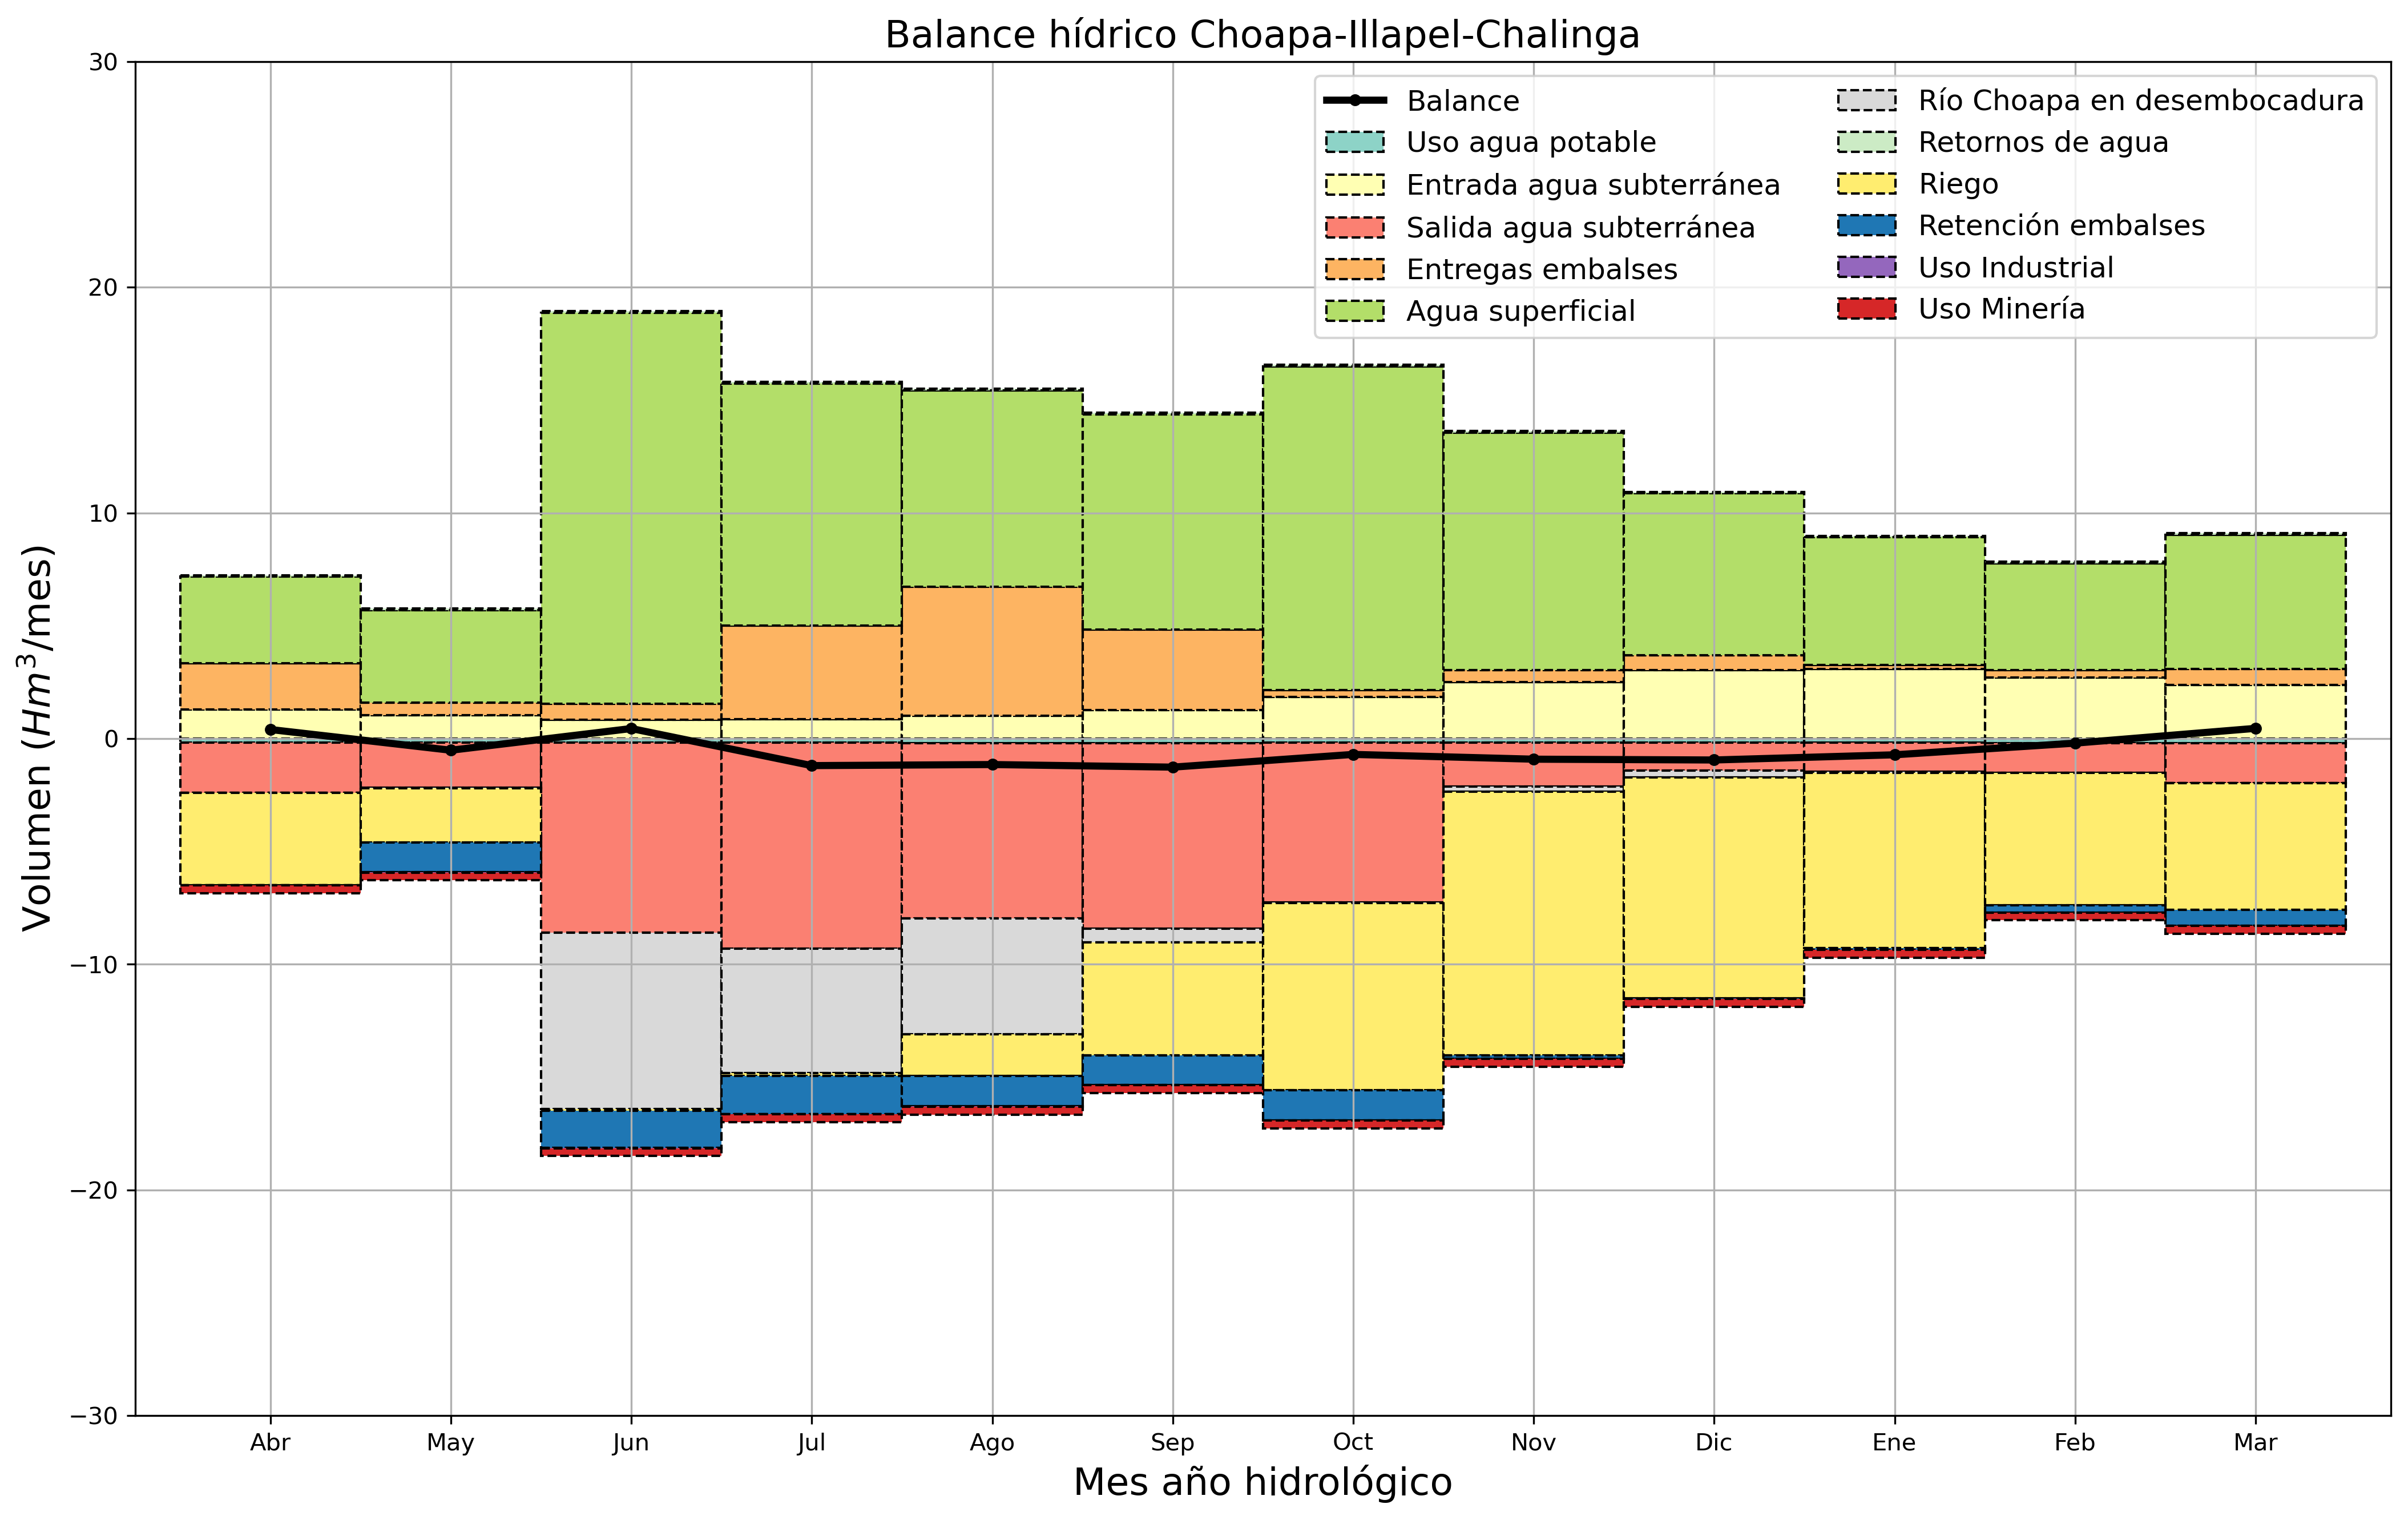 Balance hídrico Choapa-Illapel-Chalinga
Volumen (Hm³/mes)
30
20
10
0
−10
−20
−30
Balance
Uso agua potable
Entrada agua subterránea
Salida agua subterránea
Entregas embalses
Agua superficial
Río Choapa en desembocadura
Retornos de agua
Riego
Retención embalses
Uso Industrial
Uso Minería
Abr May Jun Jul Ago Sep Oct Nov Dic Ene Feb Mar
Mes año hidrológico